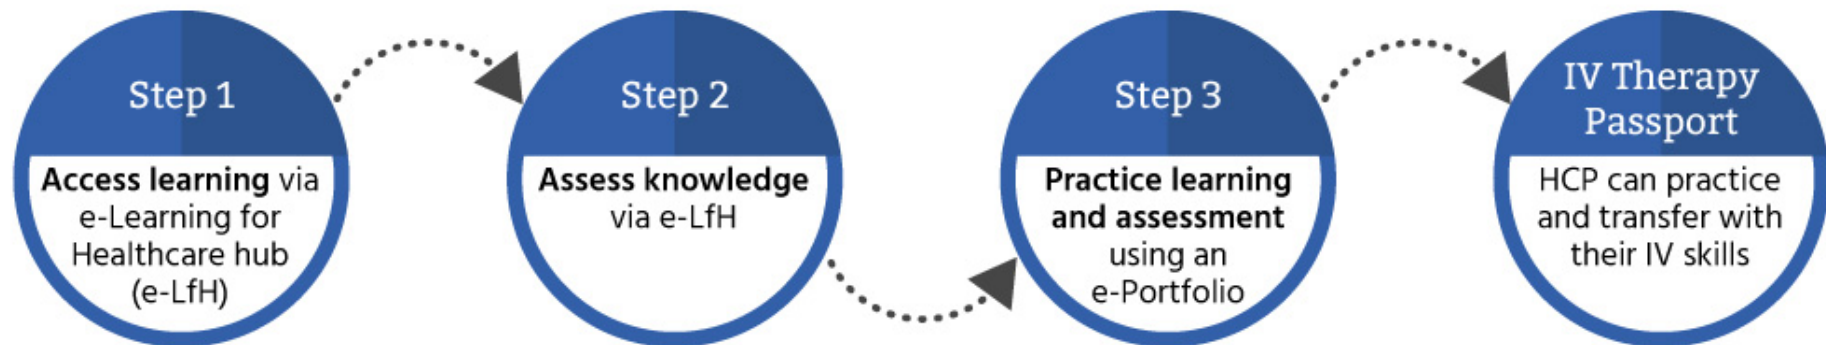 Step 1
Access learning via
e-Learning for
Healthcare hub
(e-LfH)
Step 2
Assess knowledge
via e-LfH
Step 3
Practice learning
and assessment
using an
e-Portfolio
IV Therapy
Passport
HCP can practice
and transfer with
their IV skills